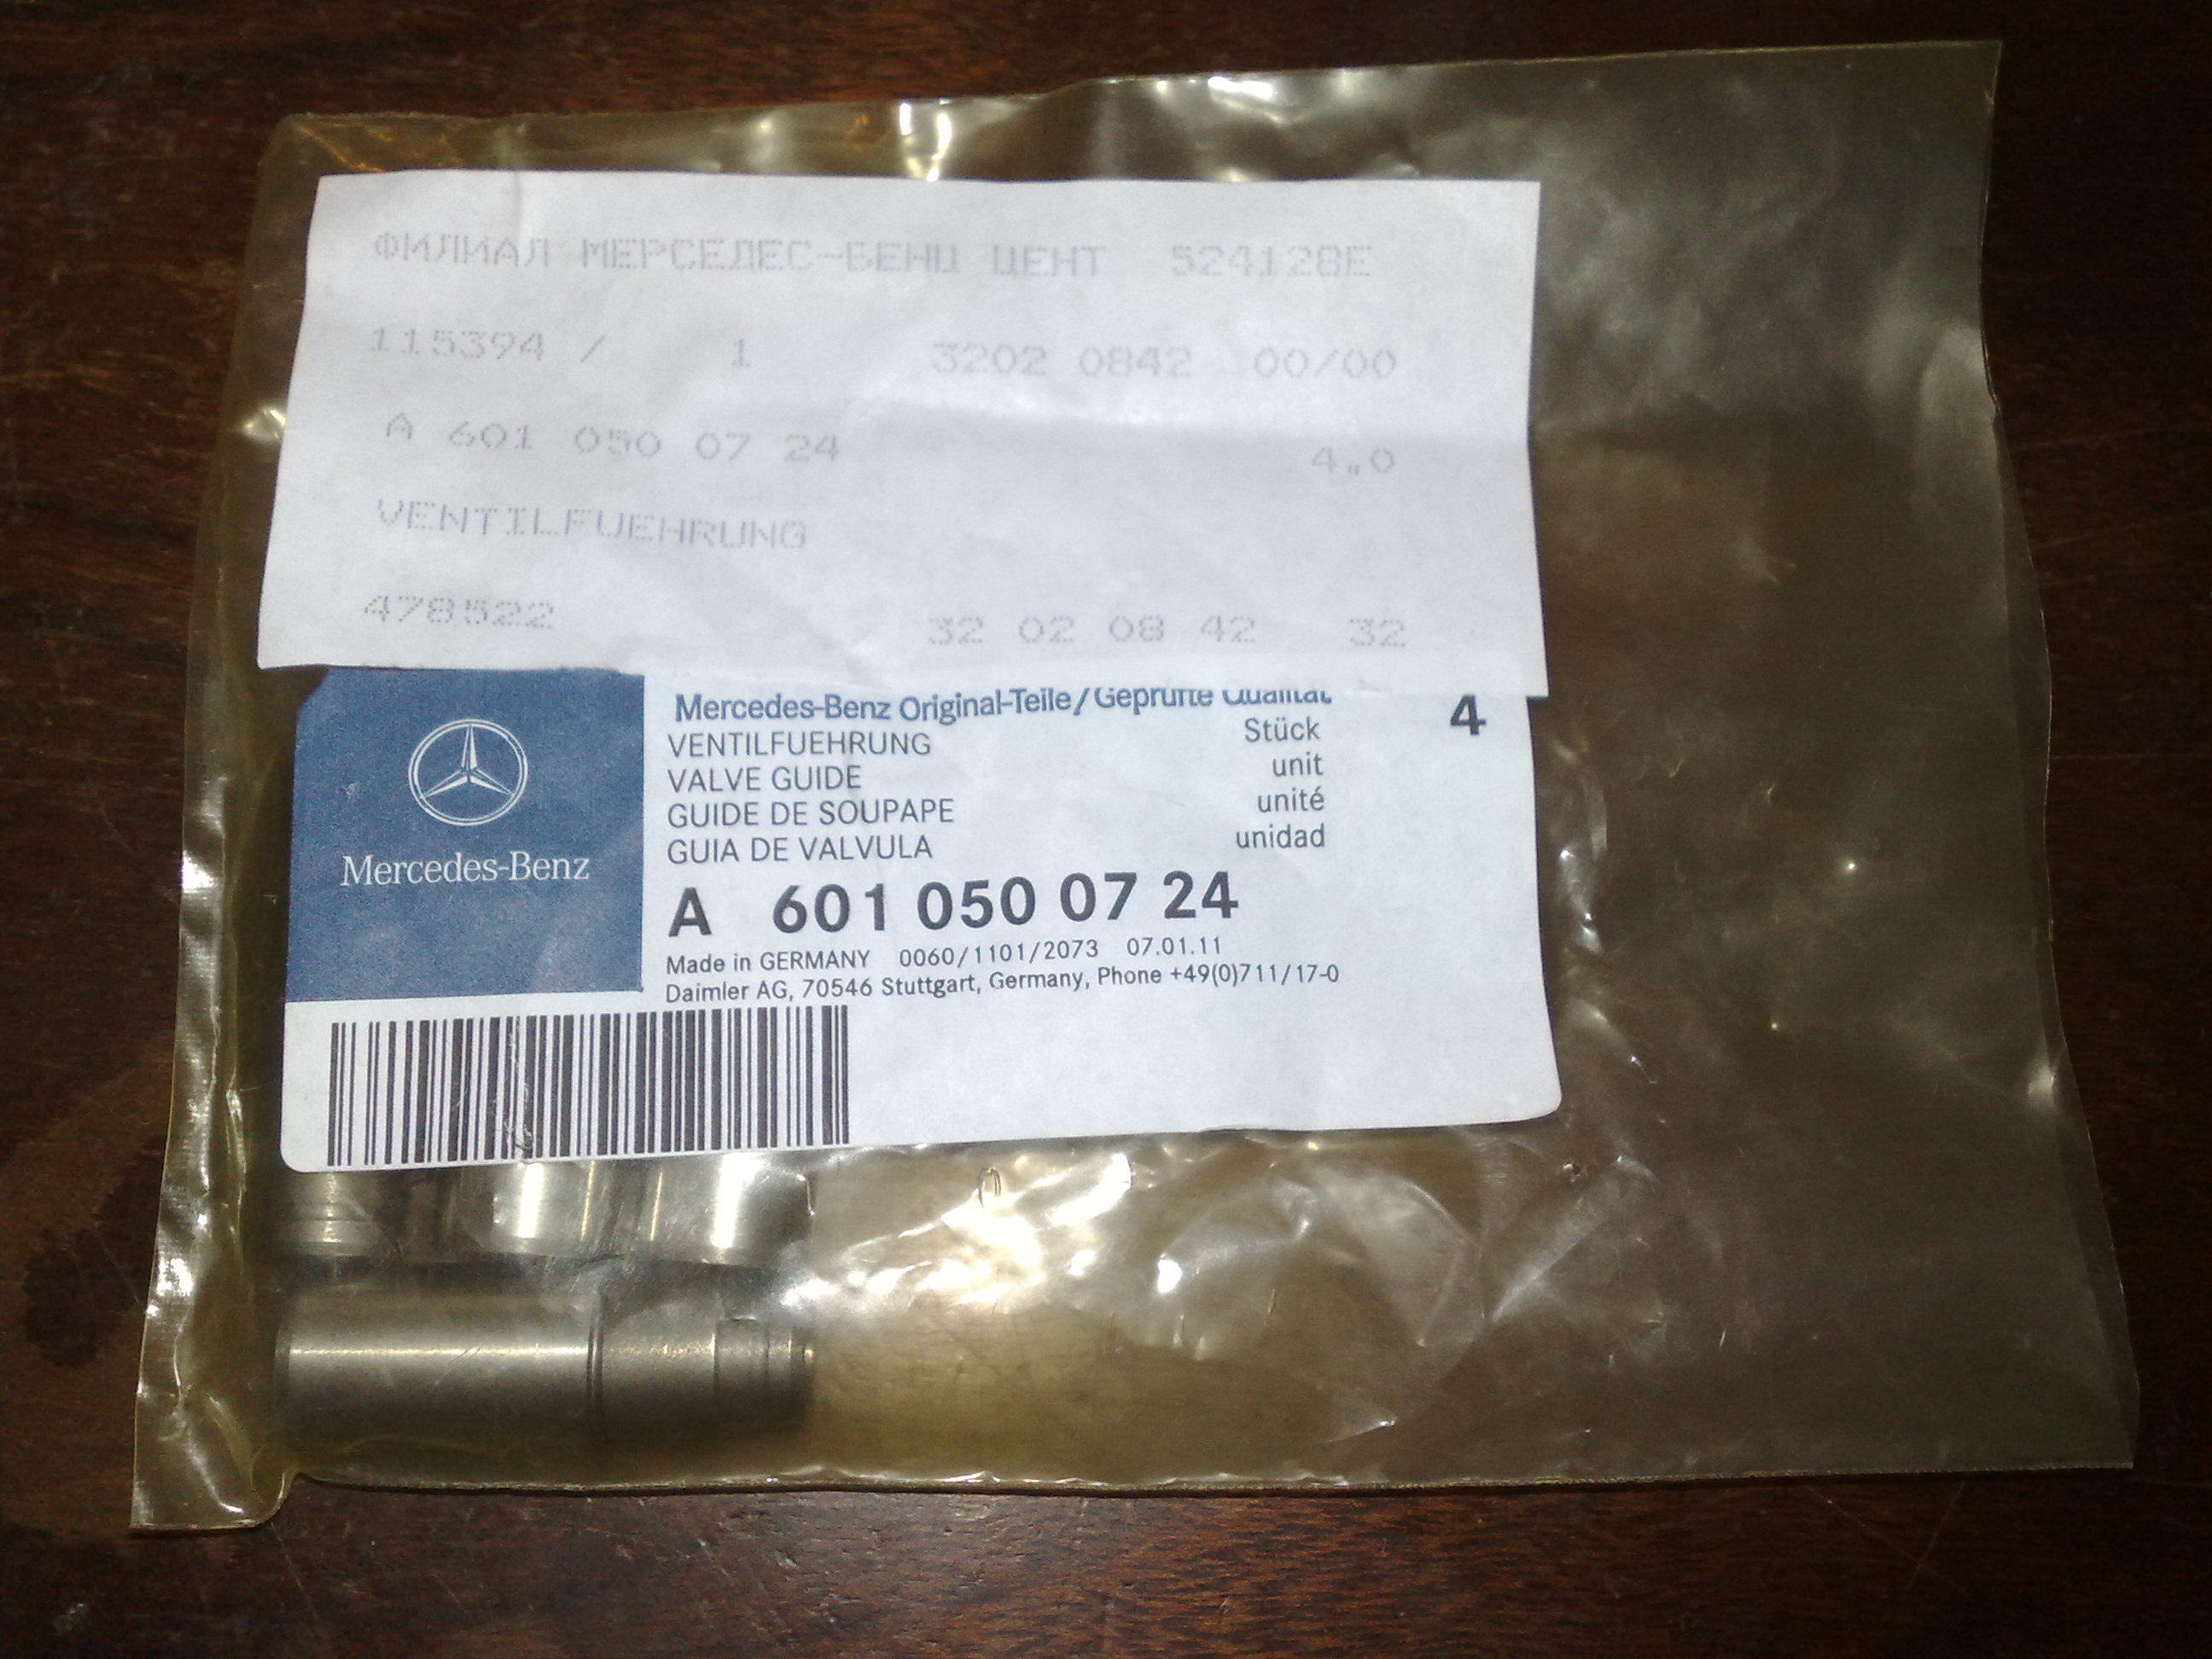 ФИЛИАЛ МЕРСЕДЕС-БЕНЦ ЦЕНТ 524128E
115394 / 1 3202 0842 00/00
A 601 050 07 24 4.0
VENTILFUEHRUNG
478522 32 02 08 42 32
Mercedes-Benz Original-Teile/Geprüfte Qualität
4
VENTILFUEHRUNG Stück
VALVE GUIDE unit
GUIDE DE SOUPAPE unité
GUIA DE VALVULA unidad
A 601 050 07 24
Made in GERMANY 0060/1101/2073 07.01.11
Daimler AG, 70546 Stuttgart, Germany, Phone +49(0)711/17-0
Mercedes-Benz